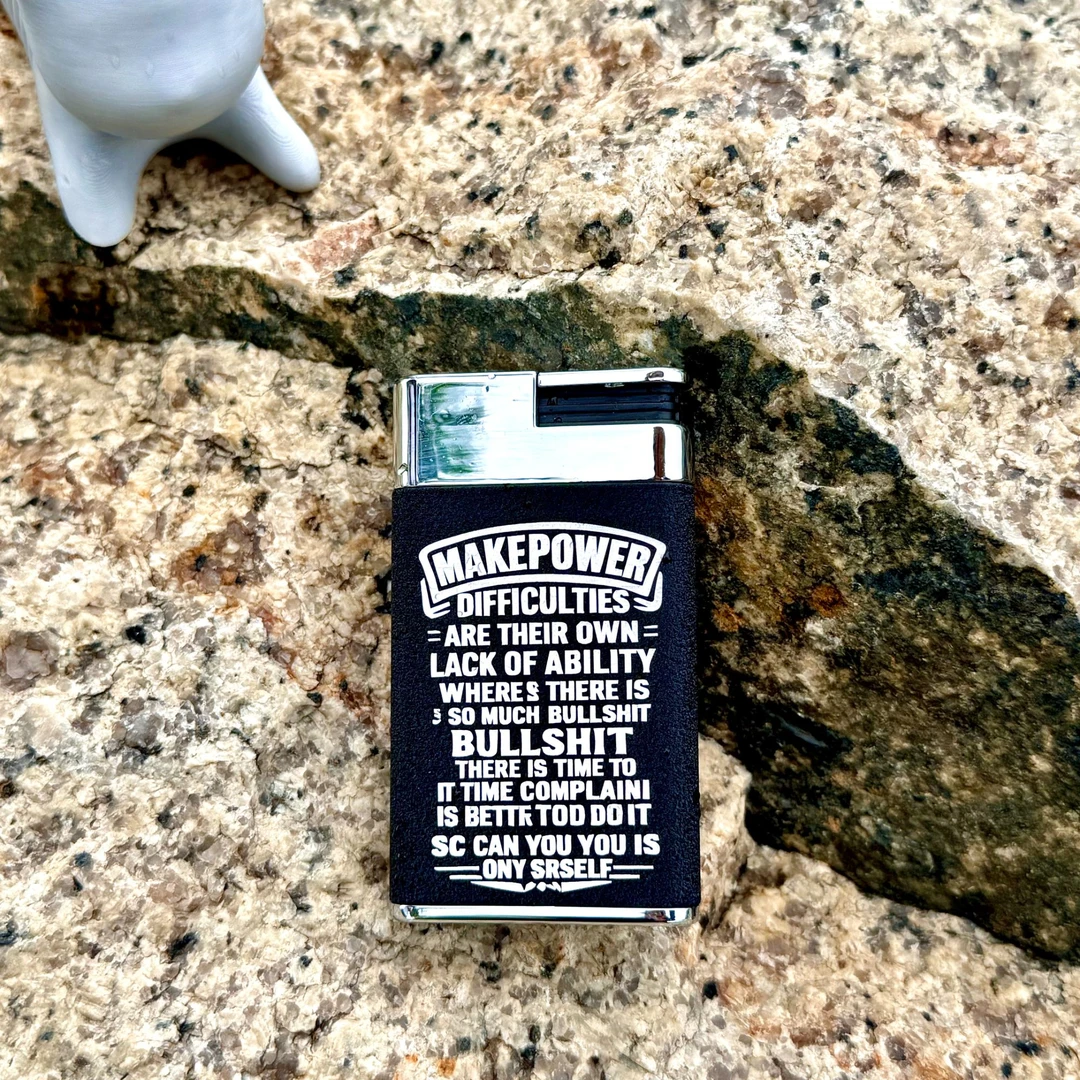 MAKEPOWER
DIFFICULTIES
ARE THEIR OWN
LACK OF ABILITY
WHERE THERE IS
SO MUCH BULLSHIT
BULLSHIT
THERE IS TIME TO
IT TIME COMPLAINI
IS BETTR TOD DO IT
SC CAN YOU YOU IS
ONY SRSELF